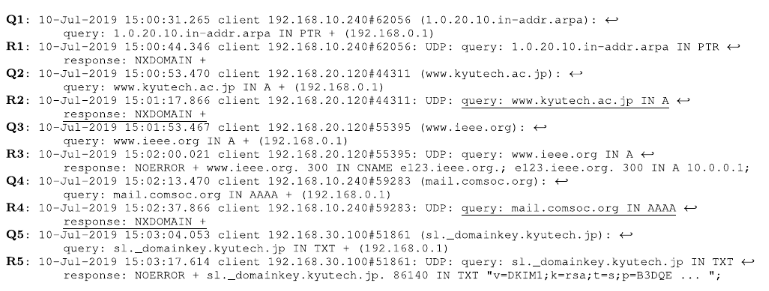 Q1: 10-Jul-2019 15:00:31.265 client 192.168.10.240#62056 (1.0.20.10.in-addr.arpa): ↩
query: 1.0.20.10.in-addr.arpa IN PTR + (192.168.0.1)
R1: 10-Jul-2019 15:00:44.346 client 192.168.10.240#62056: UDP: query: 1.0.20.10.in-addr.arpa IN PTR ↩
response: NXDOMAIN +
Q2: 10-Jul-2019 15:00:53.470 client 192.168.20.120#44311 (www.kyutech.ac.jp): ↩
query: www.kyutech.ac.jp IN A + (192.168.0.1)
R2: 10-Jul-2019 15:01:17.866 client 192.168.20.120#44311: UDP: query: www.kyutech.ac.jp IN A ↩
response: NXDOMAIN +
Q3: 10-Jul-2019 15:01:53.467 client 192.168.20.120#55395 (www.ieee.org): ↩
query: www.ieee.org IN A + (192.168.0.1)
R3: 10-Jul-2019 15:02:00.021 client 192.168.20.120#55395: UDP: query: www.ieee.org IN A ↩
response: NOERROR + www.ieee.org. 300 IN CNAME e123.ieee.org.; e123.ieee.org. 300 IN A 10.0.0.1;
Q4: 10-Jul-2019 15:02:13.470 client 192.168.10.240#59283 (mail.comsoc.org): ↩
query: mail.comsoc.org IN AAAA + (192.168.0.1)
R4: 10-Jul-2019 15:02:37.866 client 192.168.10.240#59283: UDP: query: mail.comsoc.org IN AAAA ↩
response: NXDOMAIN +
Q5: 10-Jul-2019 15:03:04.053 client 192.168.30.100#51861 (sl._domainkey.kyutech.jp): ↩
query: sl._domainkey.kyutech.jp IN TXT + (192.168.0.1)
R5: 10-Jul-2019 15:03:17.614 client 192.168.30.100#51861: UDP: query: sl._domainkey.kyutech.jp IN TXT ↩
response: NOERROR + sl._domainkey.kyutech.jp. 86140 IN TXT "v=DKIM1;k=rsa;t=s;p=B3DQE ... ";